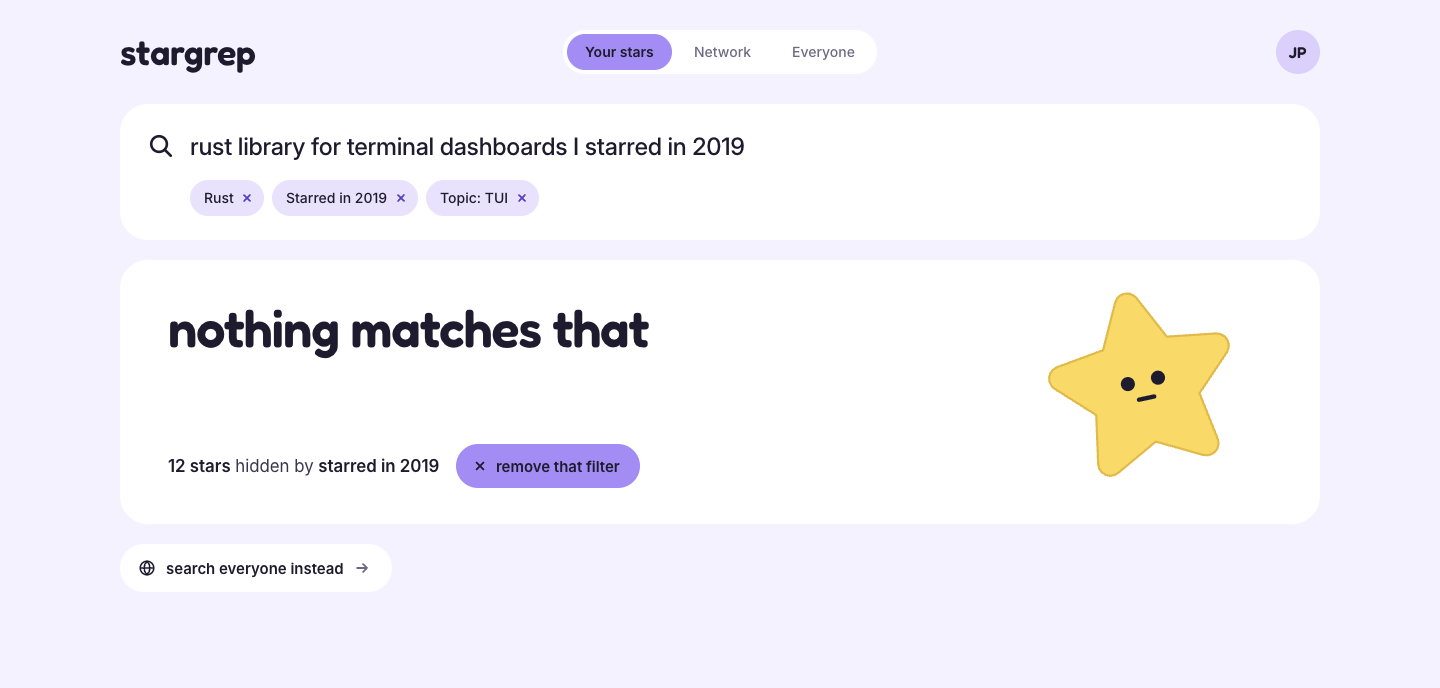 stargrep
Your stars Network Everyone
JP
rust library for terminal dashboards I starred in 2019
Rust × Starred in 2019 × Topic: TUI ×
nothing matches that
12 stars hidden by starred in 2019 × remove that filter
search everyone instead →